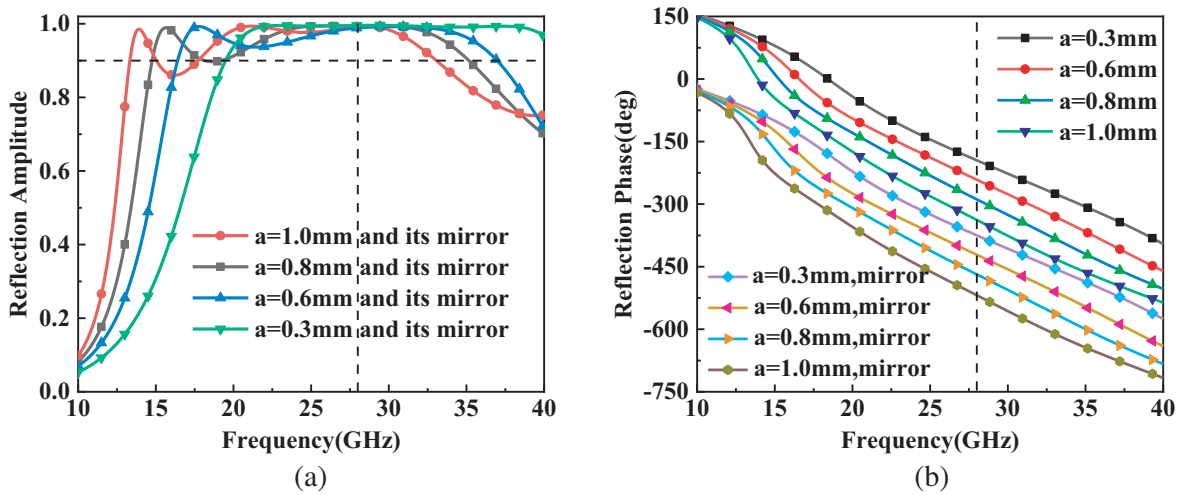 1.0
0.8
0.6
0.4
0.2
0.0
Reflection Amplitude
a=1.0mm and its mirror
a=0.8mm and its mirror
a=0.6mm and its mirror
a=0.3mm and its mirror
10 15 20 25 30 35 40
Frequency(GHz)
(a)
150
0
-150
-300
-450
-600
-750
Reflection Phase(deg)
a=0.3mm
a=0.6mm
a=0.8mm
a=1.0mm
a=0.3mm,mirror
a=0.6mm,mirror
a=0.8mm,mirror
a=1.0mm,mirror
10 15 20 25 30 35 40
Frequency(GHz)
(b)